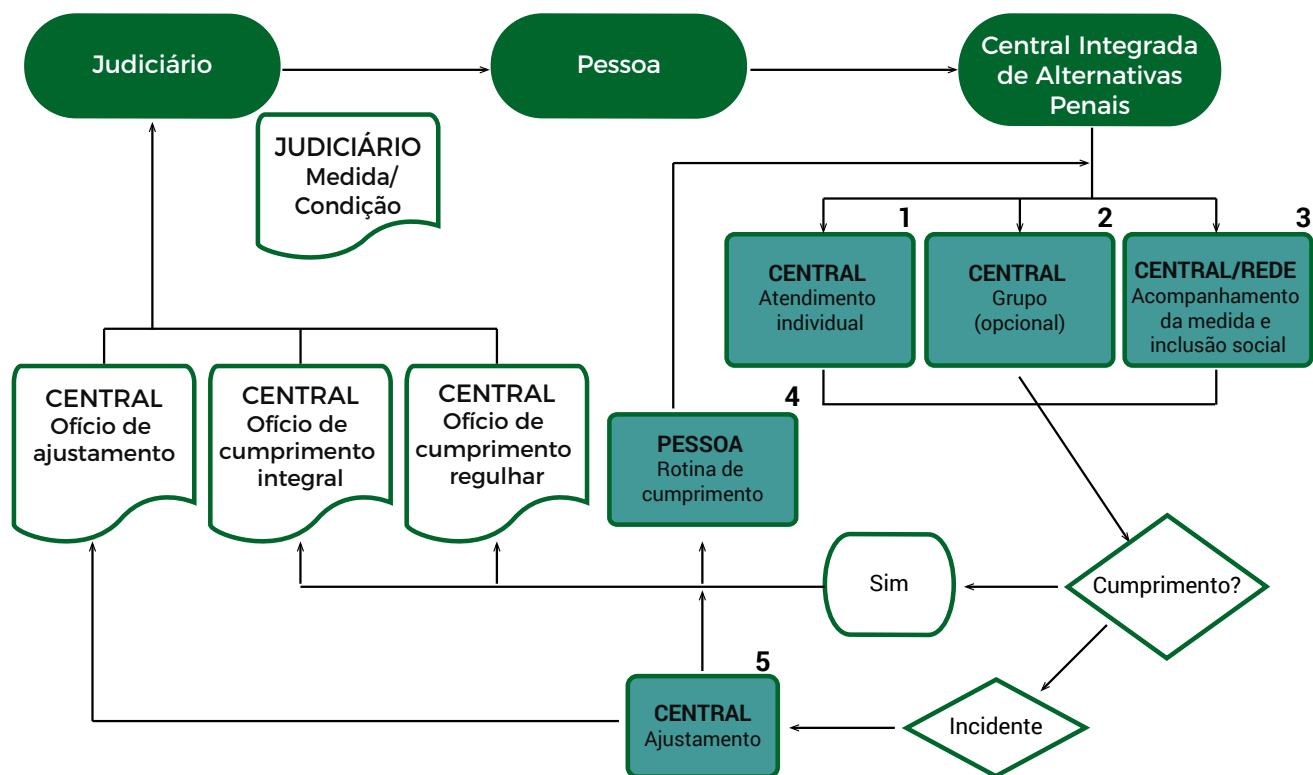 Judiciário
Pessoa
Central Integrada
de Alternativas
Penais
JUDICIÁRIO
Medida/
Condição
1
CENTRAL
Atendimento
individual
2
CENTRAL
Grupo
(opcional)
3
CENTRAL/REDE
Acompanhamento
da medida e
inclusão social
CENTRAL
Ofício de
ajustamento
CENTRAL
Ofício de
cumprimento
integral
CENTRAL
Ofício de
cumprimento
regulhar
4
PESSOA
Rotina de
cumprimento
Sim
Cumprimento?
5
CENTRAL
Ajustamento
Incidente